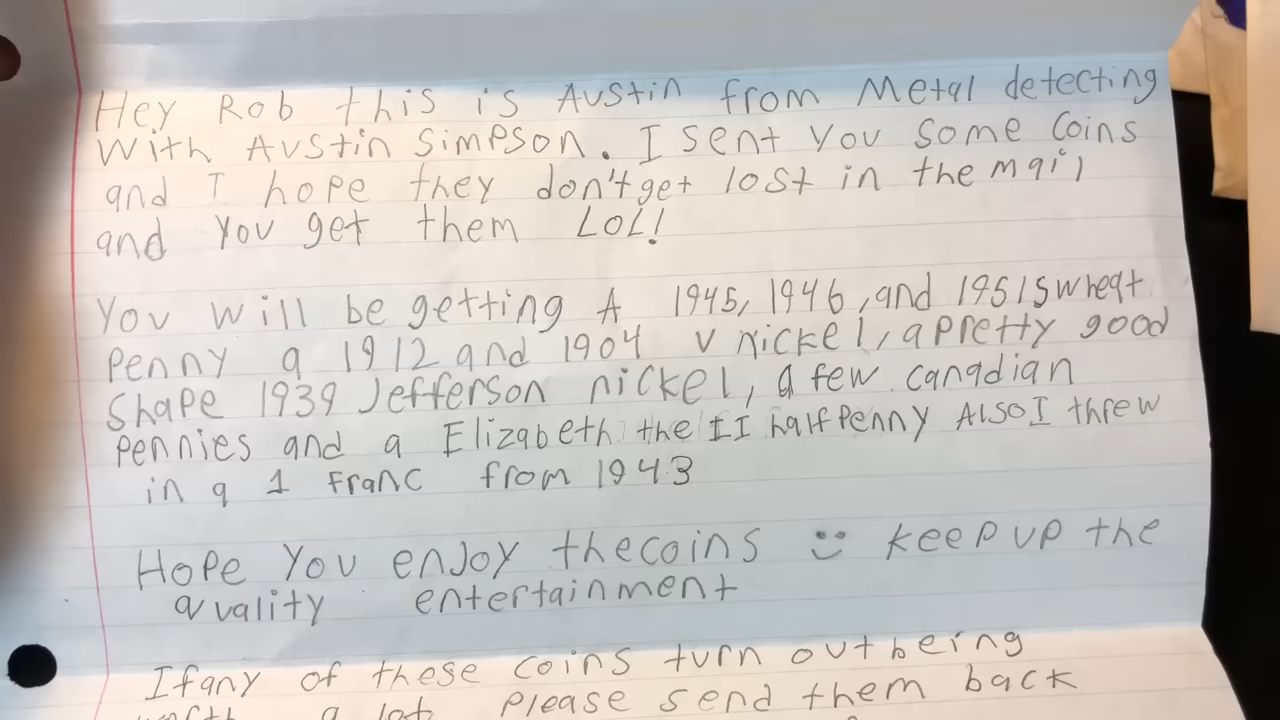 Hey Rob this is Austin from Metal detecting
With Austin Simpson. I sent you some Coins
and I hope they don't get lost in the mail
and you get them LOL!
You will be getting A 1945, 1946, and 1951s wheat
penny a 1912 and 1904 v nickel, a pretty good
shape 1939 Jefferson nickel, a few canadian
pennies and a Elizabeth the II half penny Also I threw
in a 1 Franc from 1943
Hope you enjoy the coins :) keep up the
quality entertainment
If any of these coins turn out being
worth a lot please send them back